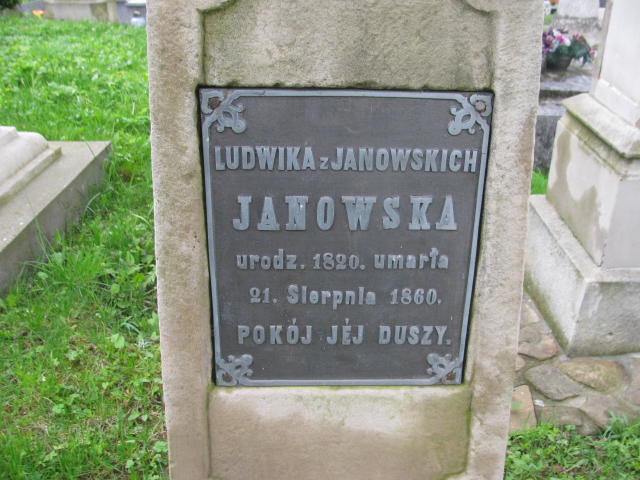 LUDWIKA z JANOWSKICH
JANOWSKA
urodz. 1820. umarła
21. Sierpnia 1860.
POKÓJ JÉJ DUSZY.